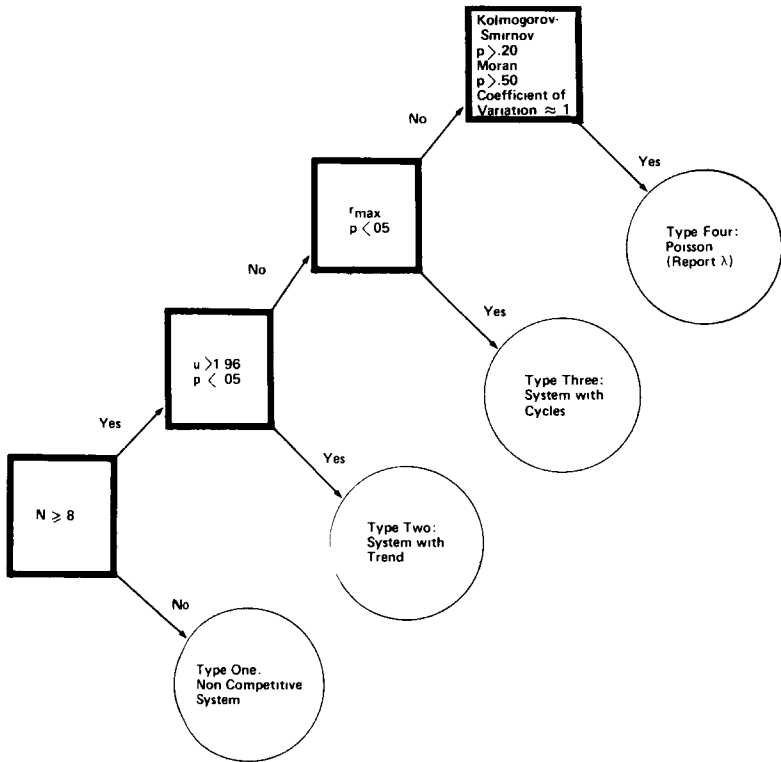 Kolmogorov-
Smirnov
p >.20
Moran
p >.50
Coefficient of
Variation ≈ 1
No
Yes
rmax
p < 05
Type Four:
Poisson
(Report λ)
No
Yes
u >1 96
p < 05
Type Three:
System with
Cycles
Yes
Yes
N ⩾ 8
Type Two:
System with
Trend
No
Type One.
Non Competitive
System